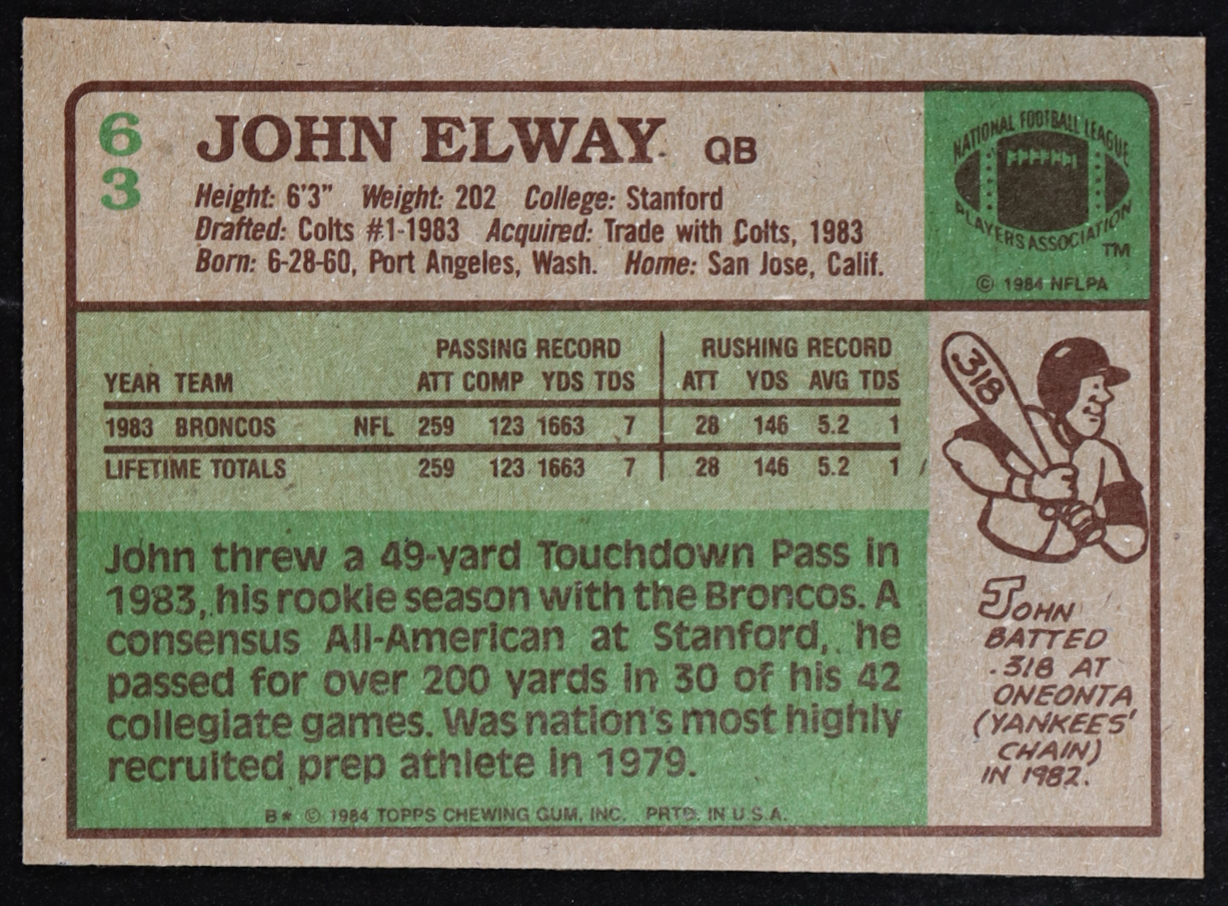 6
3
JOHN ELWAY QB
Height: 6'3" Weight: 202 College: Stanford
Drafted: Colts #1-1983 Acquired: Trade with Colts, 1983
Born: 6-28-60, Port Angeles, Wash. Home: San Jose, Calif.
NATIONAL FOOTBALL LEAGUE
PLAYERS ASSOCIATION
TM
© 1984 NFLPA
PASSING RECORD RUSHING RECORD
YEAR TEAM ATT COMP YDS TDS ATT YDS AVG TDS
1983 BRONCOS NFL 259 123 1663 7 28 146 5.2 1
LIFETIME TOTALS 259 123 1663 7 28 146 5.2 1
John threw a 49-yard Touchdown Pass in
1983, his rookie season with the Broncos. A
consensus All-American at Stanford, he
passed for over 200 yards in 30 of his 42
collegiate games. Was nation's most highly
recruited prep athlete in 1979.
318
JOHN
BATTED
.318 AT
ONEONTA
(YANKEES'
CHAIN)
IN 1982.
B* © 1984 TOPPS CHEWING GUM, INC. PRTD. IN U.S.A.